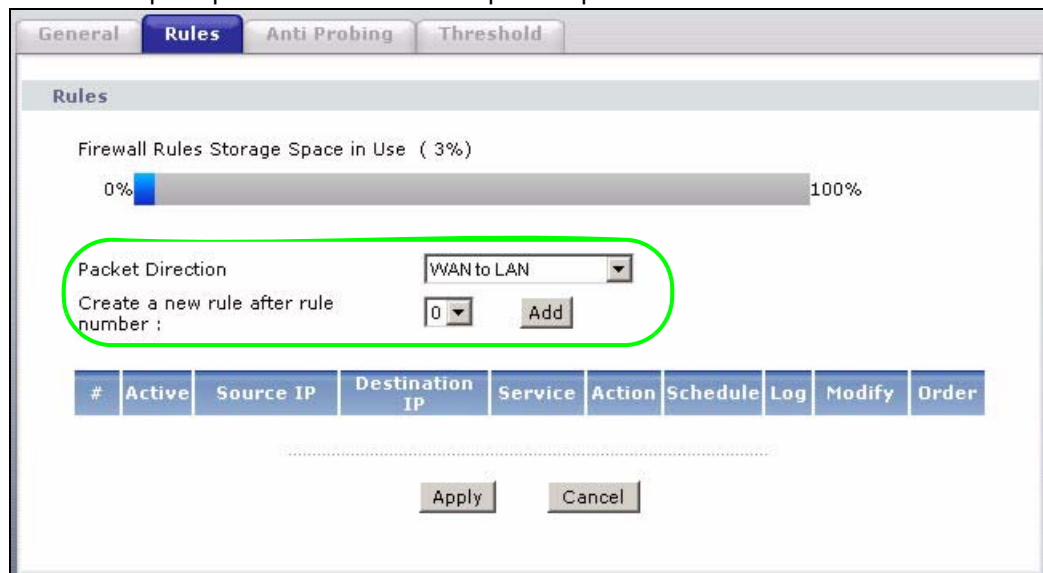 General Rules Anti Probing Threshold
Rules
Firewall Rules Storage Space in Use ( 3%)
0% 100%
Packet Direction WAN to LAN
Create a new rule after rule
number : 0 Add
# Active Source IP Destination IP Service Action Schedule Log Modify Order
Apply Cancel